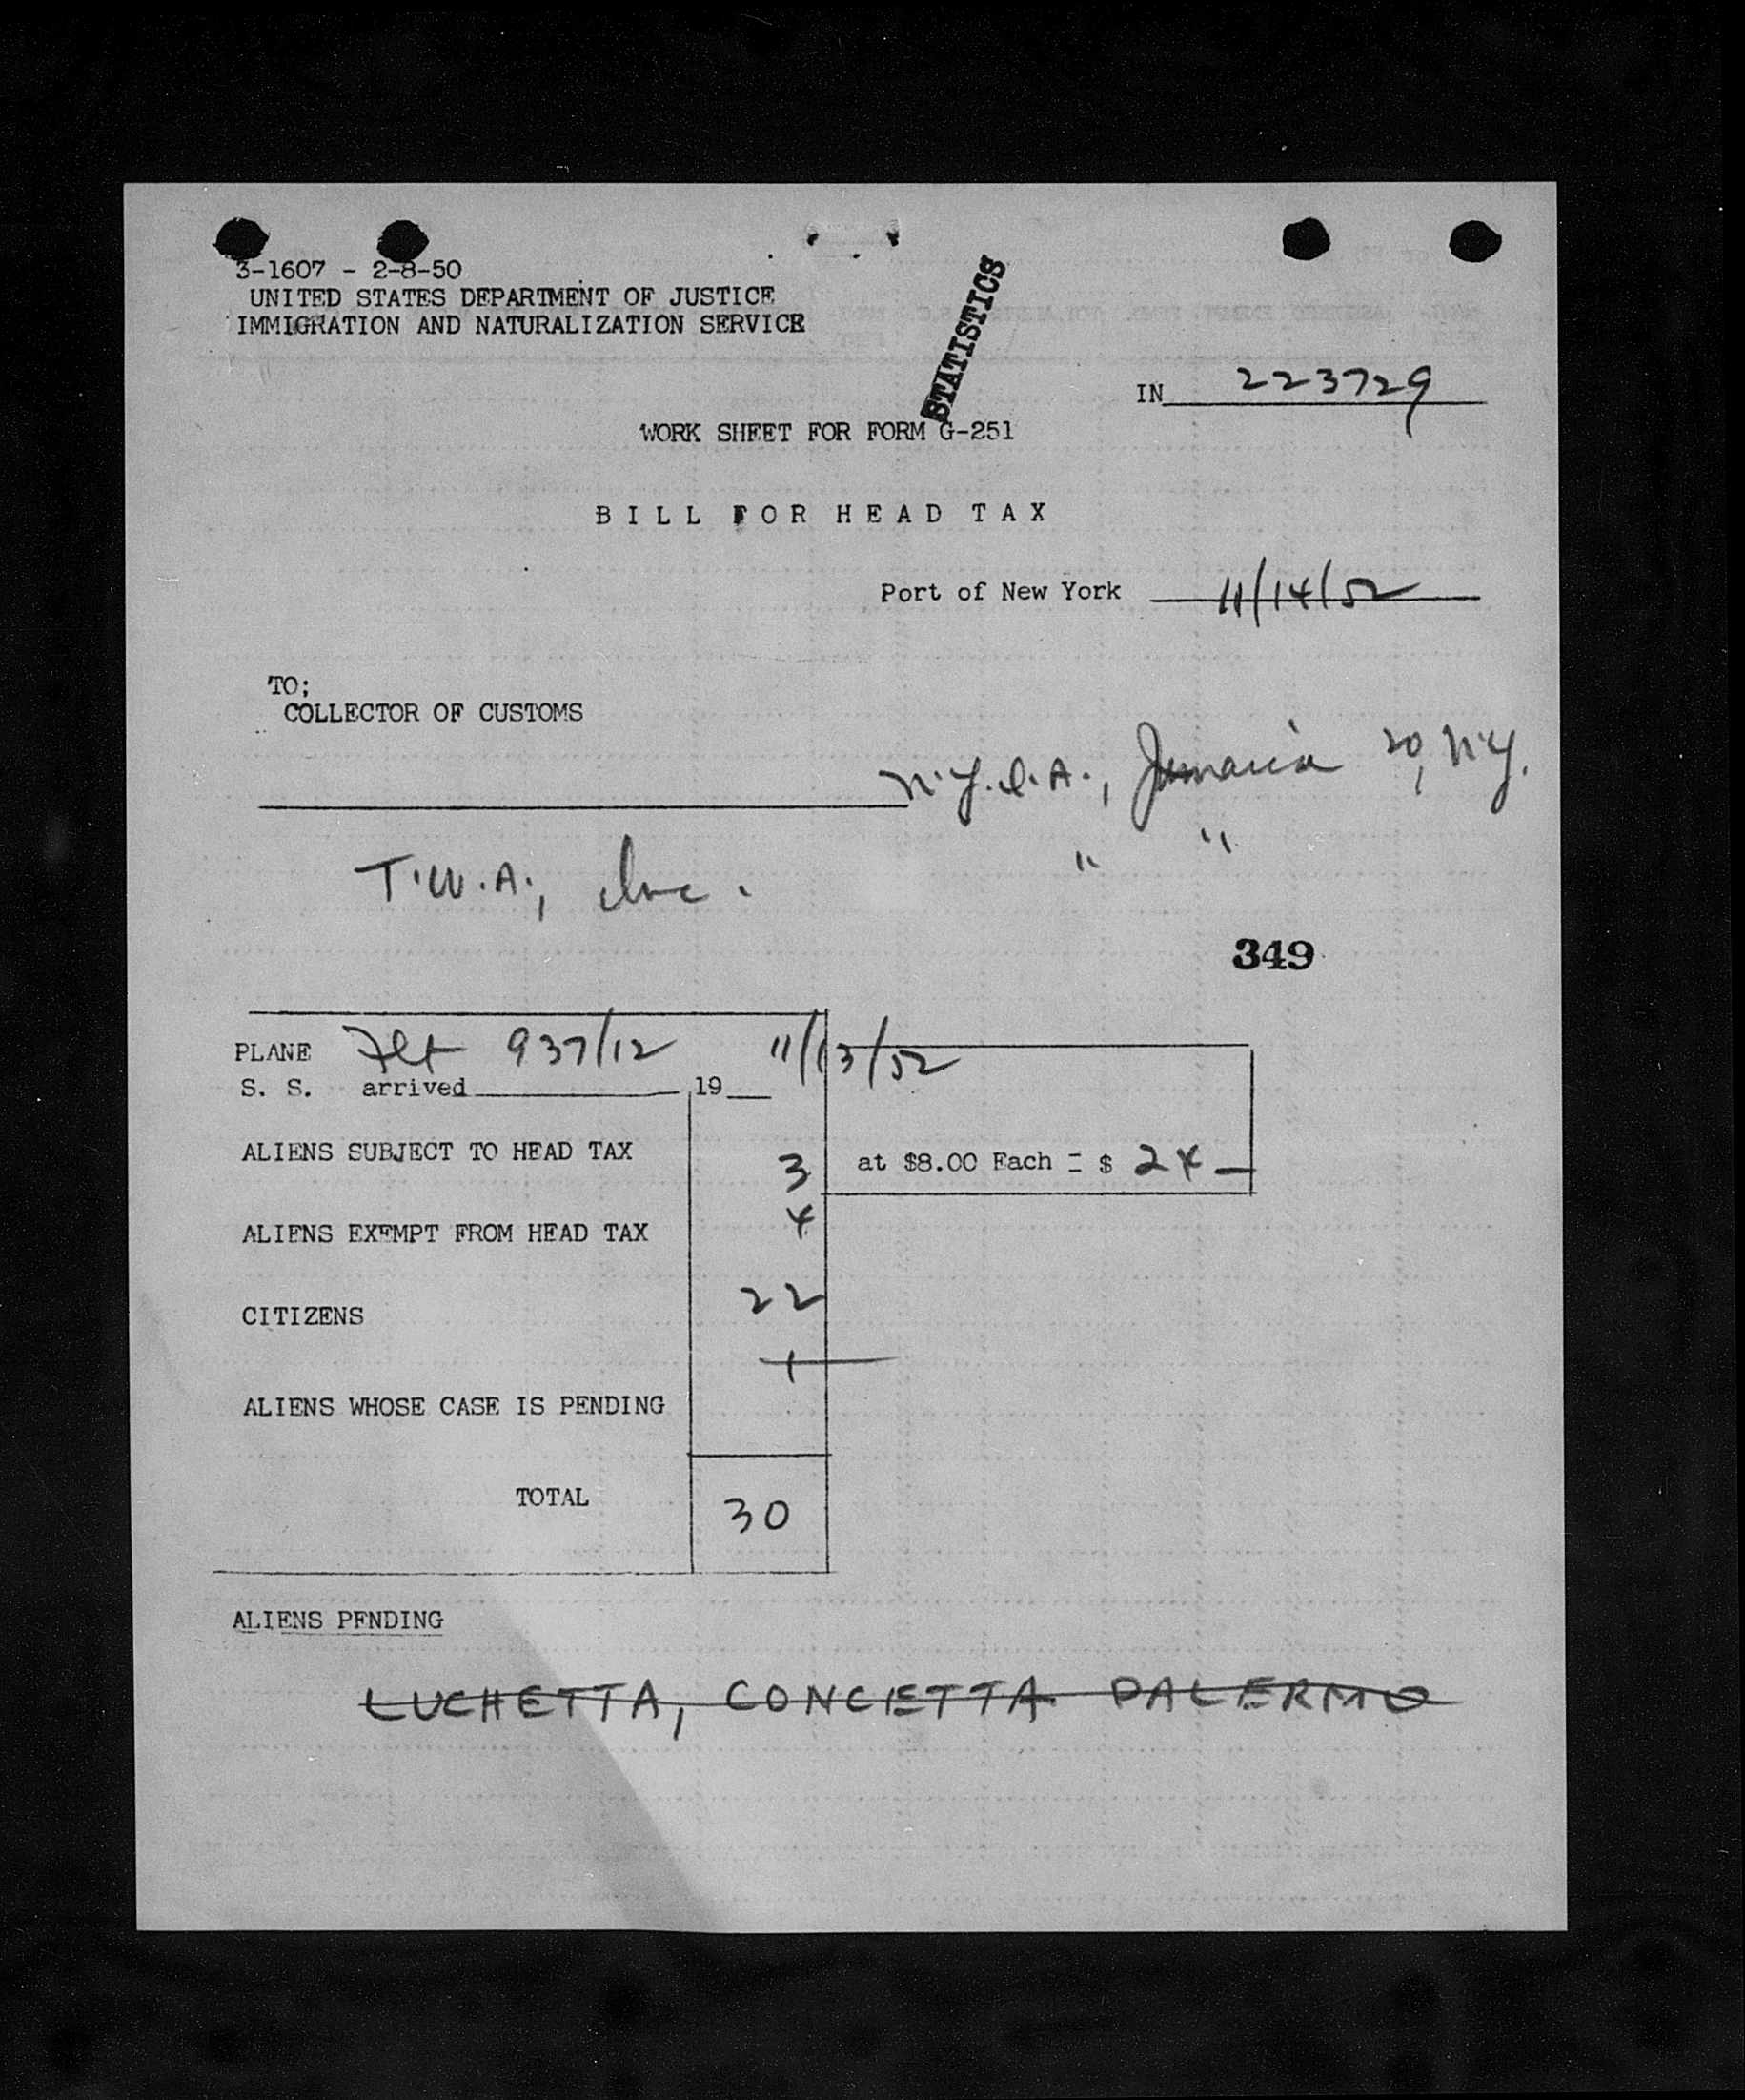 3-1607 - 2-8-50
UNITED STATES DEPARTMENT OF JUSTICE
IMMIGRATION AND NATURALIZATION SERVICE
STATISTICS
IN 223729
WORK SHEET FOR FORM G-251
BILL FOR HEAD TAX
Port of New York 11/14/52
TO;
COLLECTOR OF CUSTOMS
N.Y.I.A., Jamaica 20, N.Y.
T.W.A., Inc. " "
349
PLANE Flt 937/12 11/13/52
S. S. arrived 19
ALIENS SUBJECT TO HEAD TAX 3 at $8.00 Each = $ 24 —
ALIENS EXEMPT FROM HEAD TAX 4
CITIZENS 22
1
ALIENS WHOSE CASE IS PENDING
TOTAL 30
ALIENS PENDING
LUCHETTA, CONCETTA PALERMO